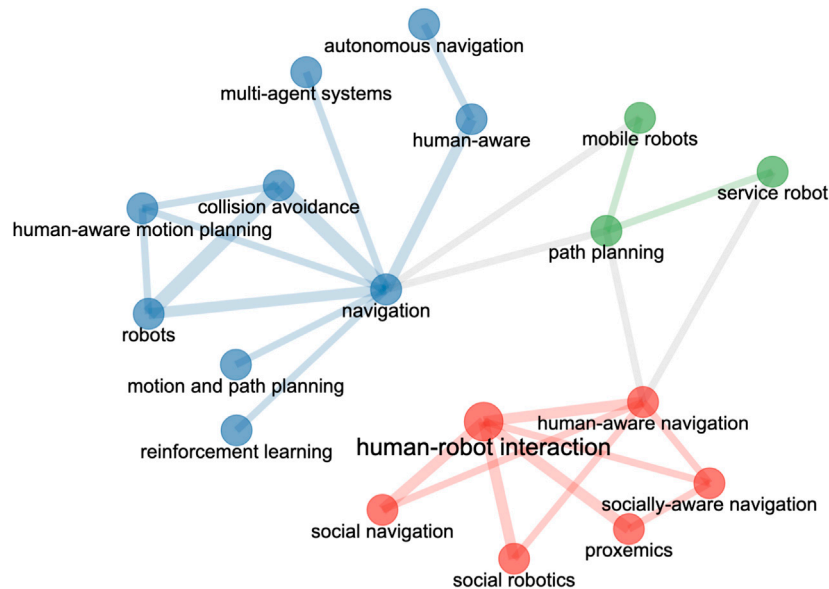 autonomous navigation
multi-agent systems
human-aware
mobile robots
service robot
collision avoidance
human-aware motion planning
path planning
navigation
robots
motion and path planning
human-aware navigation
reinforcement learning
human-robot interaction
socially-aware navigation
social navigation
proxemics
social robotics